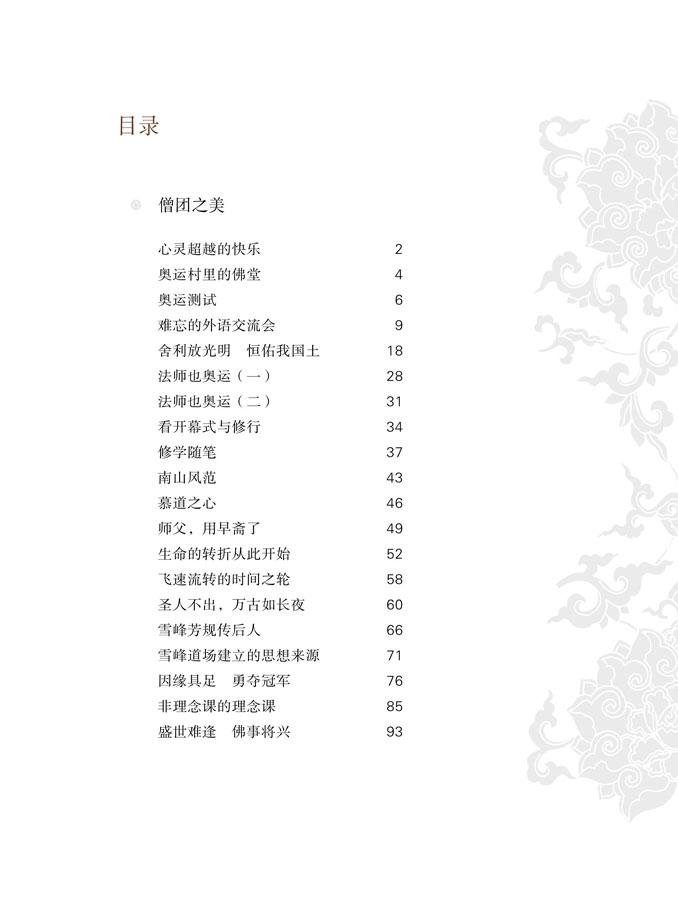 目录
僧团之美
心灵超越的快乐 2
奥运村里的佛堂 4
奥运测试 6
难忘的外语交流会 9
舍利放光明　恒佑我国土 18
法师也奥运（一） 28
法师也奥运（二） 31
看开幕式与修行 34
修学随笔 37
南山风范 43
慕道之心 46
师父，用早斋了 49
生命的转折从此开始 52
飞速流转的时间之轮 58
圣人不出，万古如长夜 60
雪峰芳规传后人 66
雪峰道场建立的思想来源 71
因缘具足　勇夺冠军 76
非理念课的理念课 85
盛世难逢　佛事将兴 93